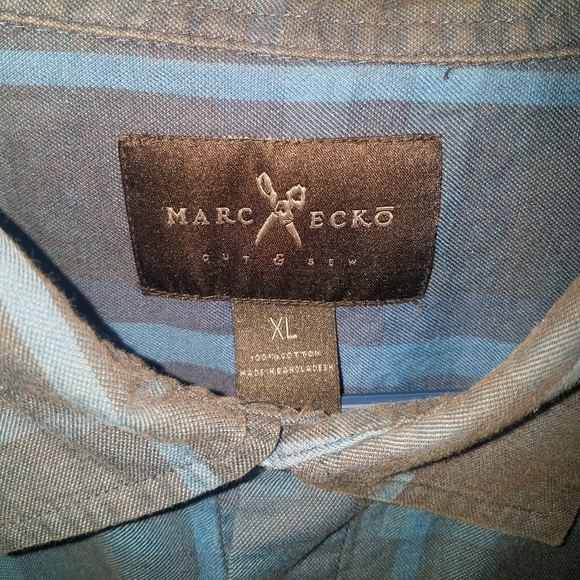 MARC ECKŌ
CUT & SEW
XL
100% COTTON
MADE IN BANGLADESH